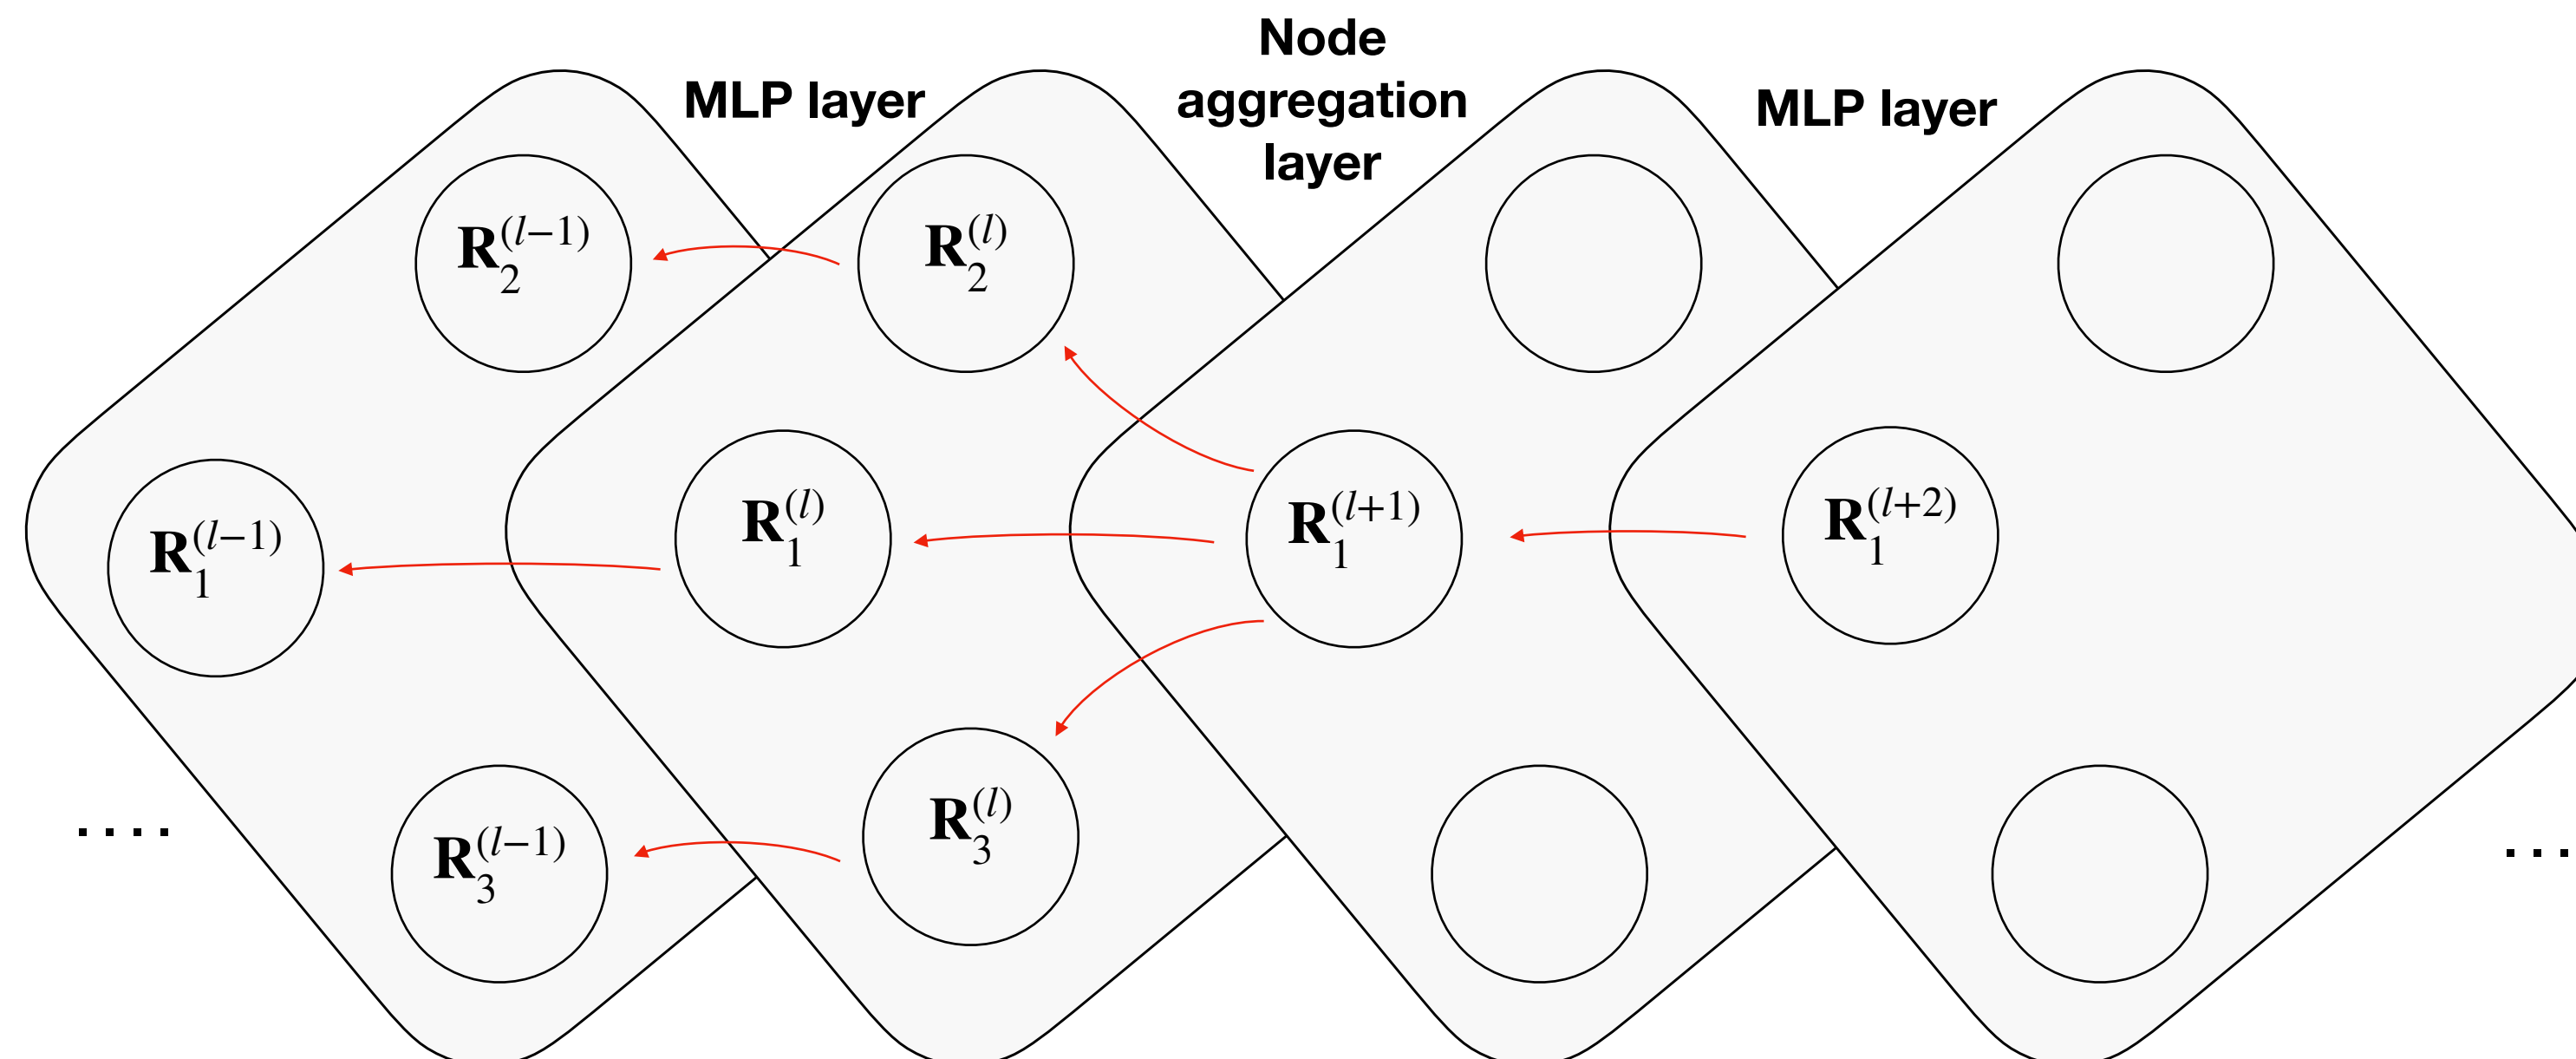 Node
aggregation
layer
MLP layer
MLP layer
R_2^{(l-1)}
R_2^{(l)}
R_1^{(l-1)}
R_1^{(l)}
R_1^{(l+1)}
R_1^{(l+2)}
R_3^{(l-1)}
R_3^{(l)}
....
...